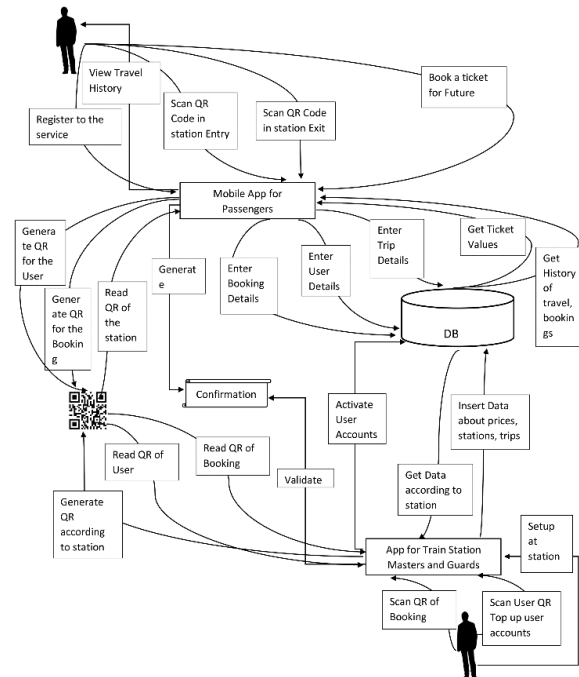 View Travel
History
Register to the
service
Scan QR
Code in
station Entry
Scan QR Code
in station Exit
Book a ticket
for Future
Mobile App for
Passengers
Genera
te QR
for the
User
Gener
ate QR
for the
Bookin
g
Read QR
of the
station
Generat
e
Enter
Booking
Details
Enter
User
Details
Enter
Trip
Details
Get Ticket
Values
Get
History
of
travel,
bookin
gs
DB
Confirmation
Activate
User
Accounts
Insert Data
about prices,
stations, trips
Read QR of
User
Read QR of
Booking
Validate
Get Data
according to
station
Generate
QR
according
to station
App for Train Station
Masters and Guards
Setup
at
station
Scan QR of
Booking
Scan User QR
Top up user
accounts